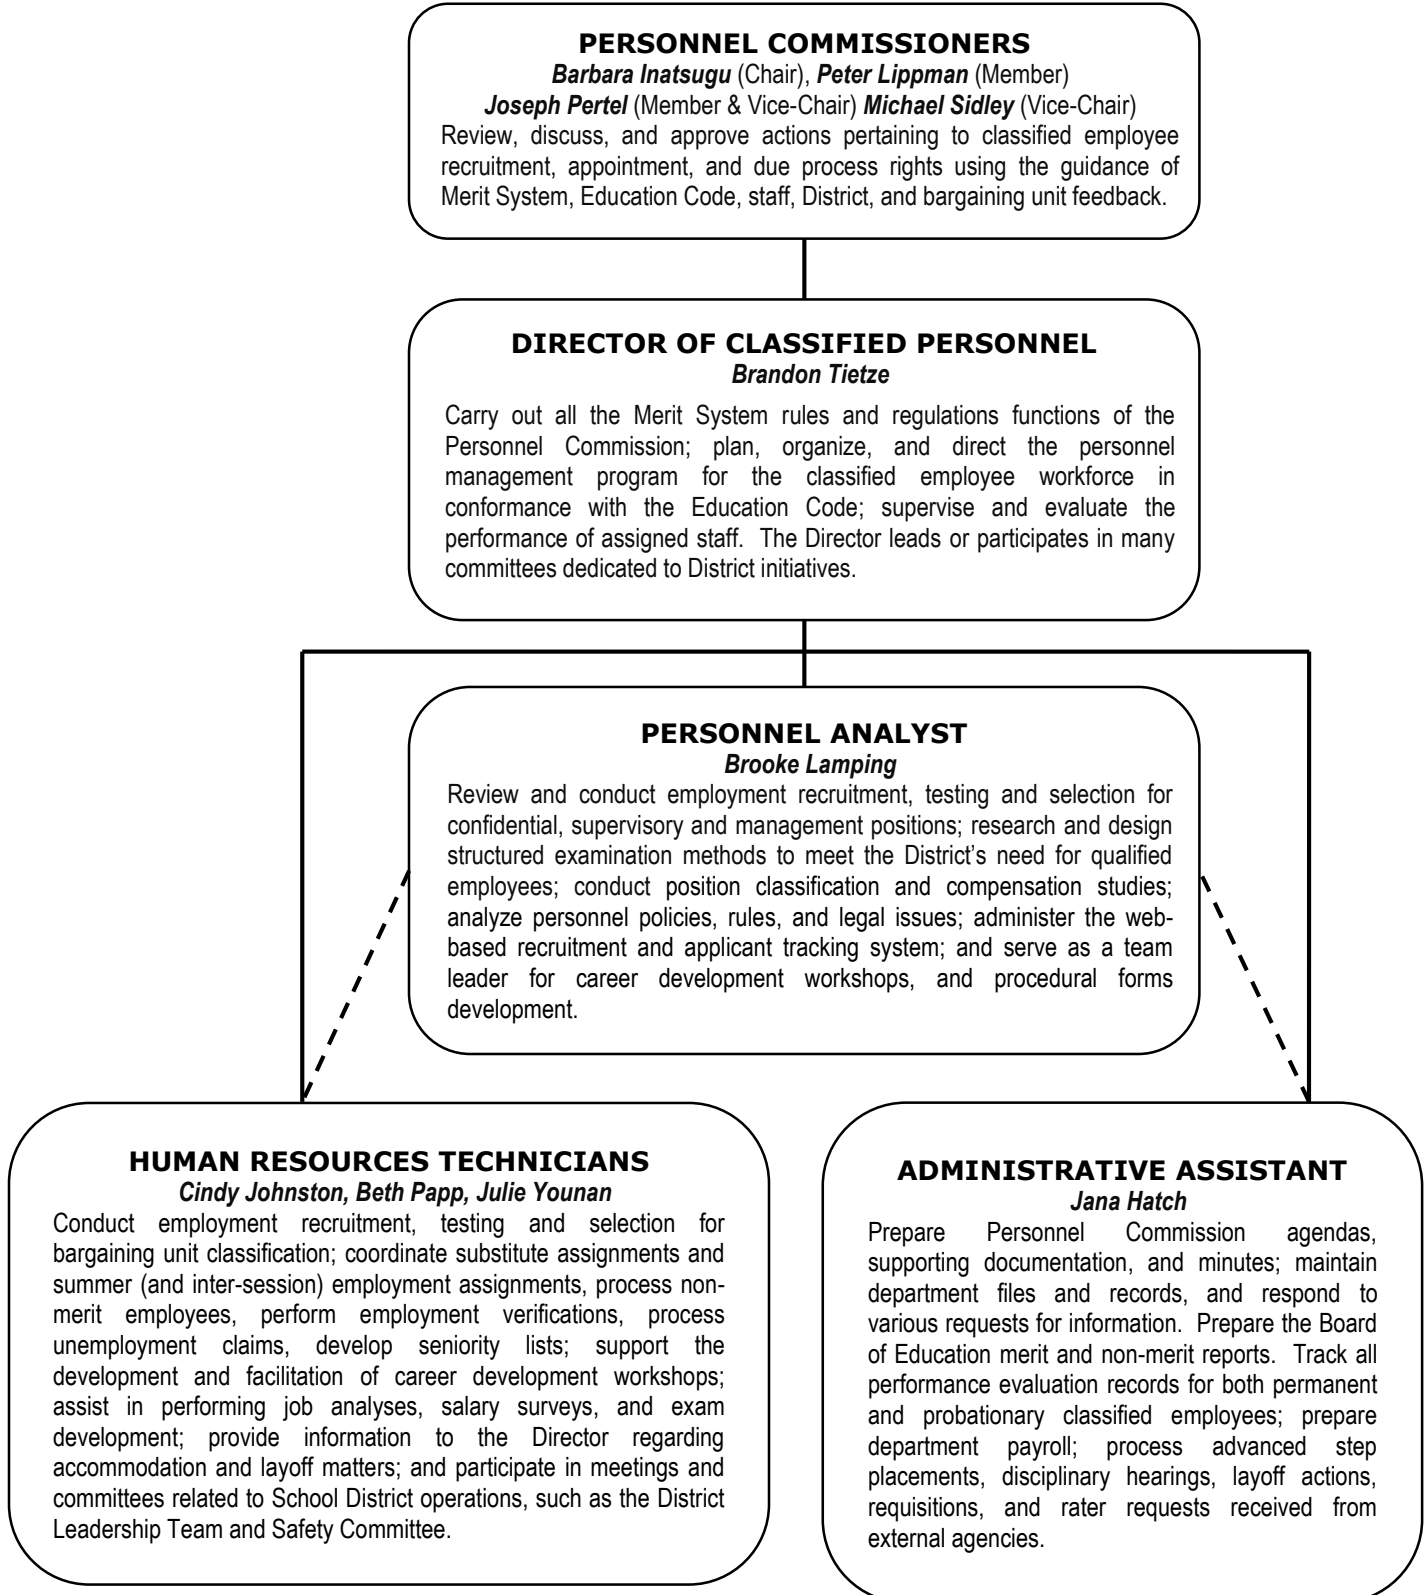 PERSONNEL COMMISSIONERS
Barbara Inatsugu (Chair), Peter Lippman (Member)
Joseph Pertel (Member & Vice-Chair) Michael Sidley (Vice-Chair)
Review, discuss, and approve actions pertaining to classified employee
recruitment, appointment, and due process rights using the guidance of
Merit System, Education Code, staff, District, and bargaining unit feedback.
DIRECTOR OF CLASSIFIED PERSONNEL
Brandon Tietze
Carry out all the Merit System rules and regulations functions of the
Personnel Commission; plan, organize, and direct the personnel
management program for the classified employee workforce in
conformance with the Education Code; supervise and evaluate the
performance of assigned staff. The Director leads or participates in many
committees dedicated to District initiatives.
PERSONNEL ANALYST
Brooke Lamping
Review and conduct employment recruitment, testing and selection for
confidential, supervisory and management positions; research and design
structured examination methods to meet the District’s need for qualified
employees; conduct position classification and compensation studies;
analyze personnel policies, rules, and legal issues; administer the web-
based recruitment and applicant tracking system; and serve as a team
leader for career development workshops, and procedural forms
development.
HUMAN RESOURCES TECHNICIANS
Cindy Johnston, Beth Papp, Julie Younan
Conduct employment recruitment, testing and selection for
bargaining unit classification; coordinate substitute assignments and
summer (and inter-session) employment assignments, process non-
merit employees, perform employment verifications, process
unemployment claims, develop seniority lists; support the
development and facilitation of career development workshops;
assist in performing job analyses, salary surveys, and exam
development; provide information to the Director regarding
accommodation and layoff matters; and participate in meetings and
committees related to School District operations, such as the District
Leadership Team and Safety Committee.
ADMINISTRATIVE ASSISTANT
Jana Hatch
Prepare Personnel Commission agendas,
supporting documentation, and minutes; maintain
department files and records, and respond to
various requests for information. Prepare the Board
of Education merit and non-merit reports. Track all
performance evaluation records for both permanent
and probationary classified employees; prepare
department payroll; process advanced step
placements, disciplinary hearings, layoff actions,
requisitions, and rater requests received from
external agencies.